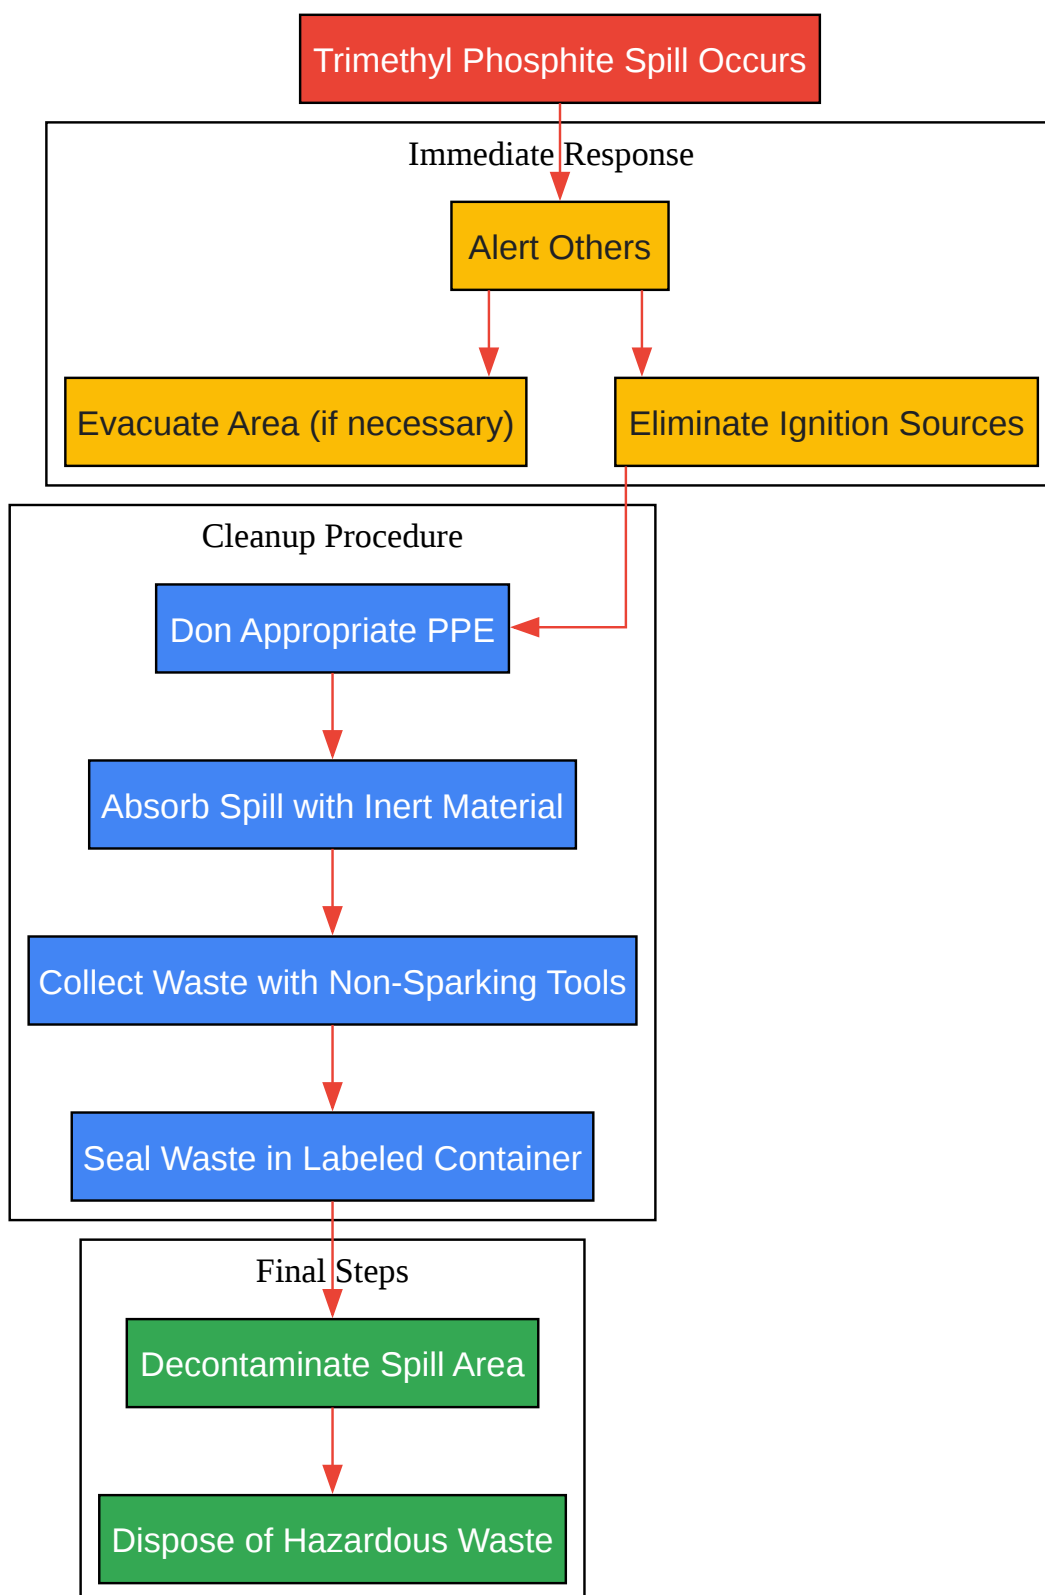 Trimethyl Phosphite Spill Occurs
Immediate Response
Alert Others
Evacuate Area (if necessary)
Eliminate Ignition Sources
Cleanup Procedure
Don Appropriate PPE
Absorb Spill with Inert Material
Collect Waste with Non-Sparking Tools
Seal Waste in Labeled Container
Final Steps
Decontaminate Spill Area
Dispose of Hazardous Waste